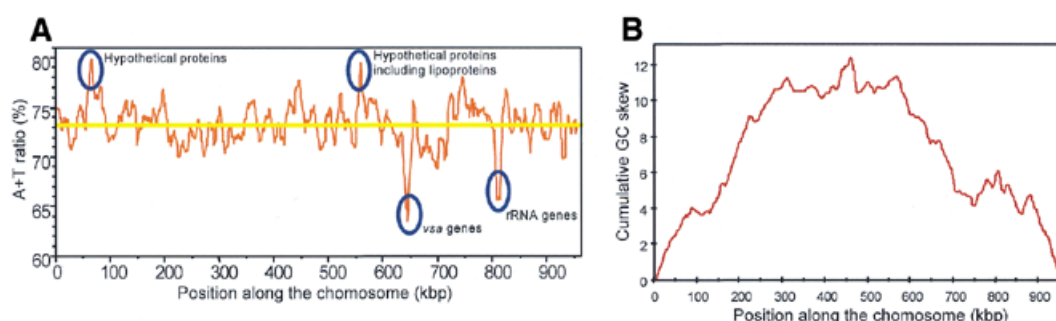 A
B
80
75
70
65
60
A+T ratio (%)
Hypothetical proteins
Hypothetical proteins
including lipoproteins
vsa genes
rRNA genes
0 100 200 300 400 500 600 700 800 900
Position along the chomosome (kbp)
12
10
8
6
4
2
0
Cumulative GC skew
0 100 200 300 400 500 600 700 800 900
Position along the chromosome (kbp)